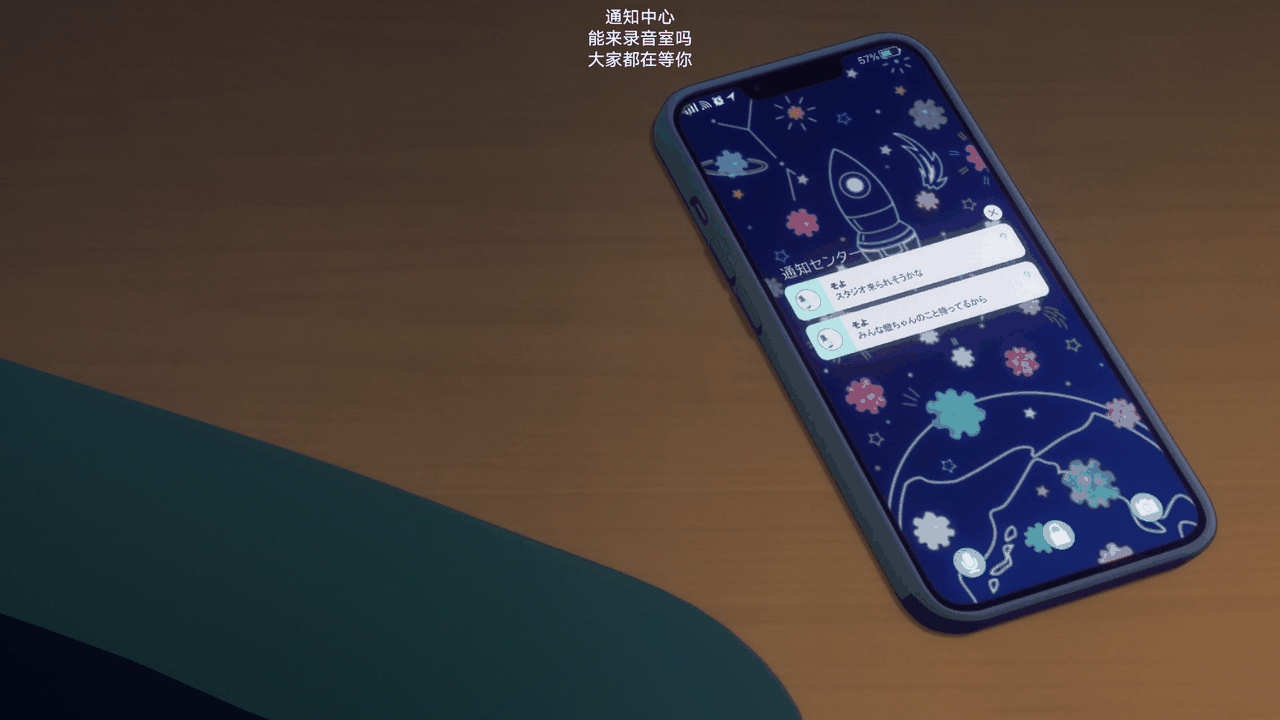 通知中心
能来录音室吗
大家都在等你
57%
通知センター
そよ
スタジオ来られそうかな
そよ
みんな燈ちゃんのこと待ってるから